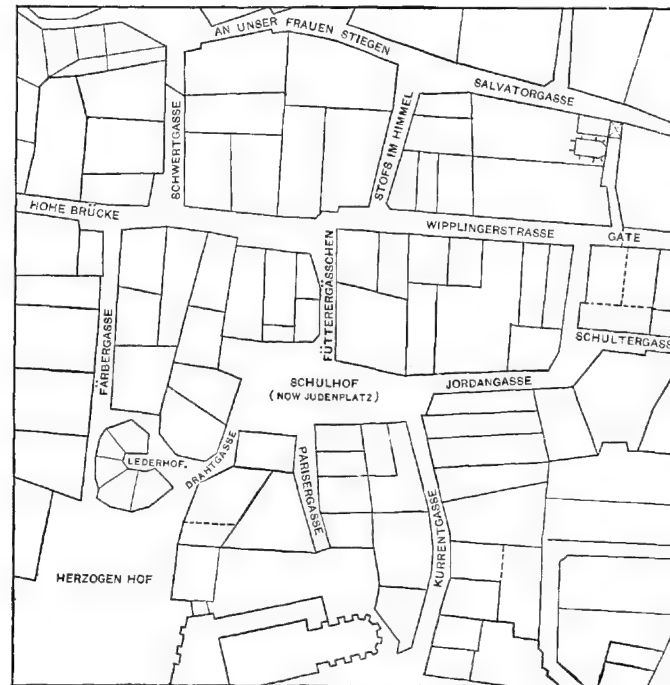 AN UNSER FRAUEN STIEGEN
SALVATORGASSE
SCHWERTGASSE
STOFS IM HIMMEL
HOHE BRÜCKE
WIPPLINGERSTRASSE
GATE
FÜTTERERGÄSSCHEN
FÄRBERGASSE
SCHULTERGASS
SCHULHOF
(NOW JUDENPLATZ)
JORDANGASSE
LEDERHOF.
DRAHTGASSE
PARISERGASSE
KURRENTGASSE
HERZOGEN HOF